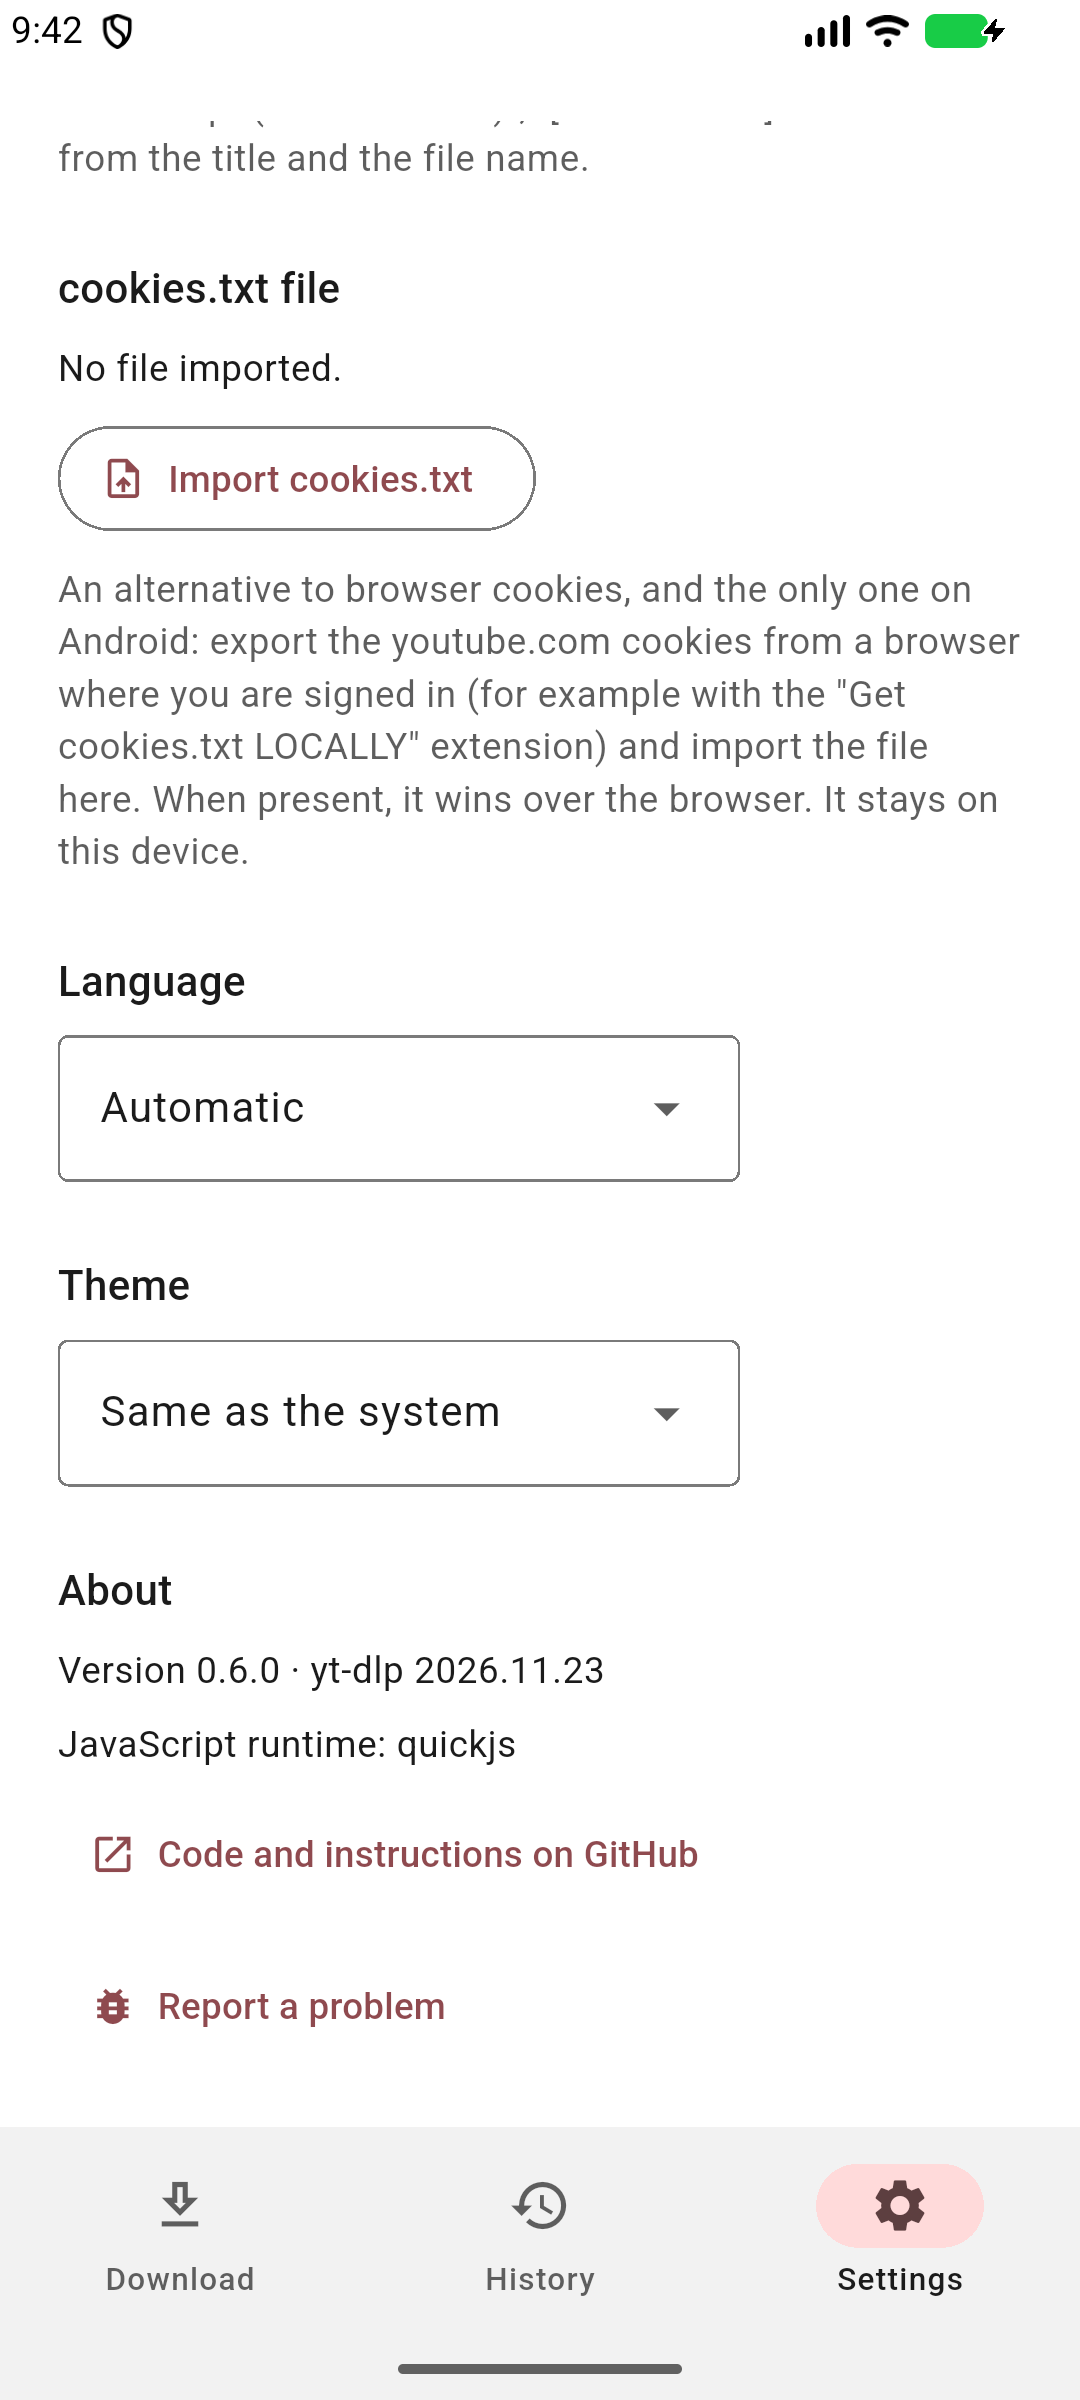 9:42
from the title and the file name.
cookies.txt file
No file imported.
Import cookies.txt
An alternative to browser cookies, and the only one on
Android: export the youtube.com cookies from a browser
where you are signed in (for example with the "Get
cookies.txt LOCALLY" extension) and import the file
here. When present, it wins over the browser. It stays on
this device.
Language
Automatic
Theme
Same as the system
About
Version 0.6.0 · yt-dlp 2026.11.23
JavaScript runtime: quickjs
Code and instructions on GitHub
Report a problem
Download
History
Settings